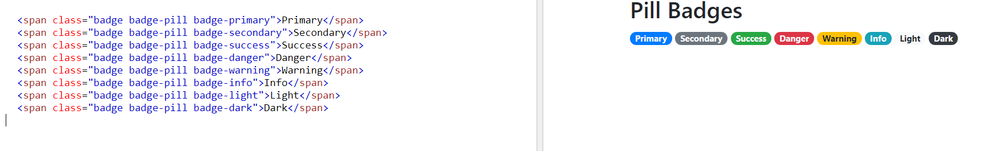 <span class="badge badge-pill badge-primary">Primary</span>
<span class="badge badge-pill badge-secondary">Secondary</span>
<span class="badge badge-pill badge-success">Success</span>
<span class="badge badge-pill badge-danger">Danger</span>
<span class="badge badge-pill badge-warning">Warning</span>
<span class="badge badge-pill badge-info">Info</span>
<span class="badge badge-pill badge-light">Light</span>
<span class="badge badge-pill badge-dark">Dark</span>
Pill Badges
Primary Secondary Success Danger Warning Info Light Dark